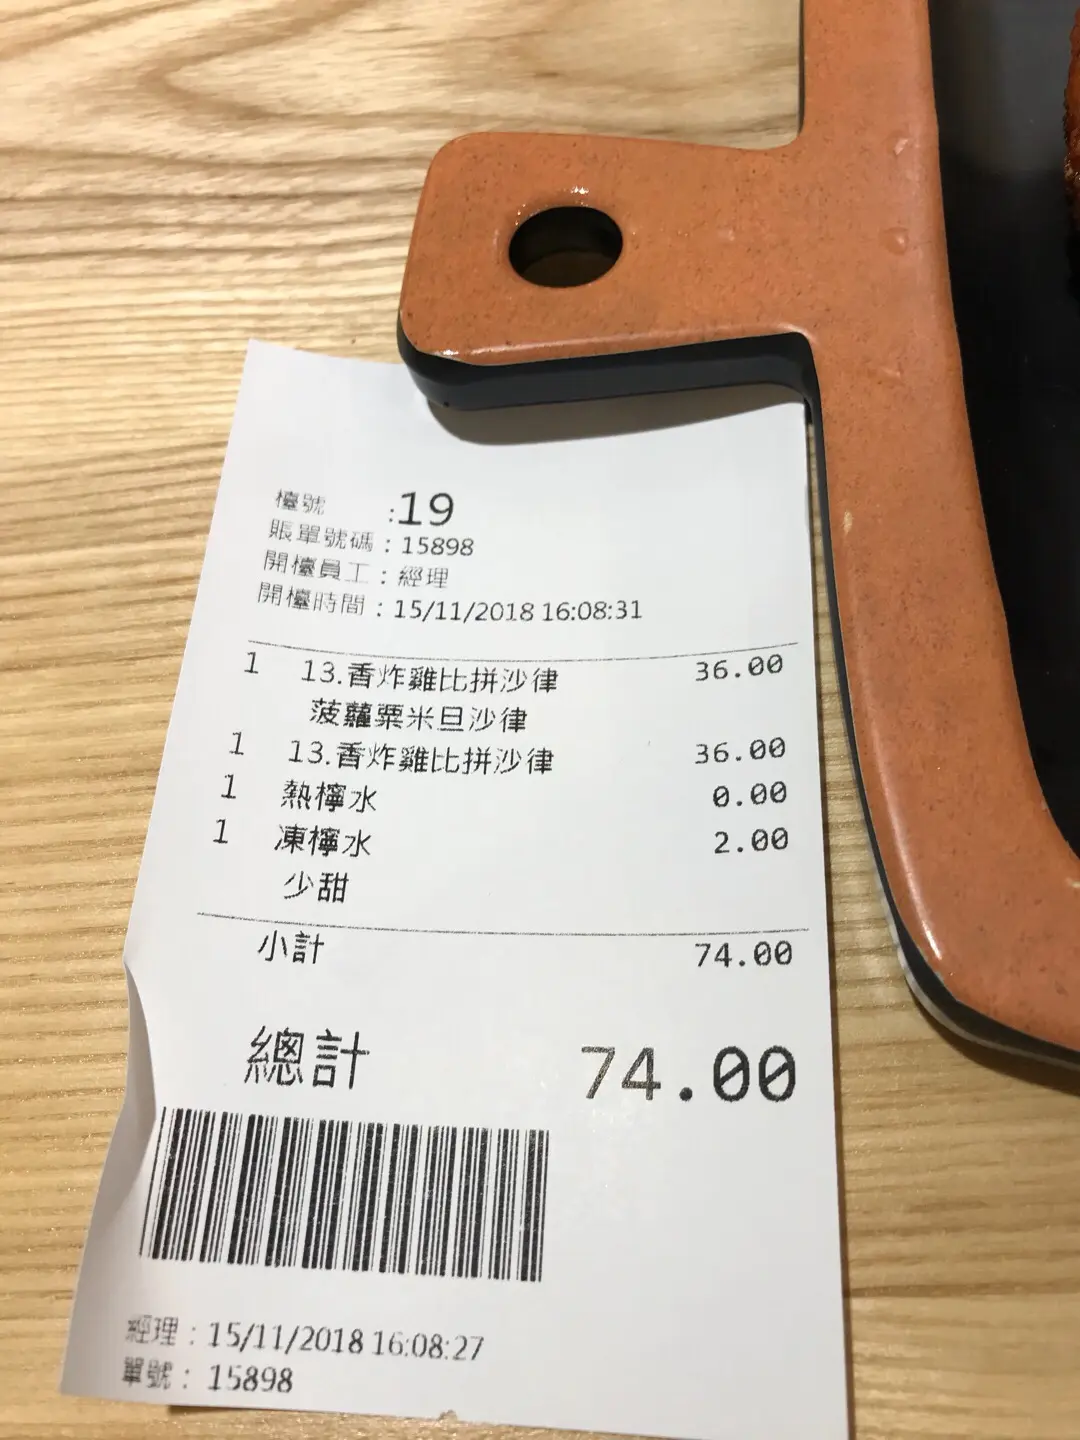 檯號 :19
賬單號碼：15898
開檯員工：經理
開檯時間：15/11/2018 16:08:31
1 13.香炸雞比拼沙律 36.00
菠蘿粟米旦沙律
1 13.香炸雞比拼沙律 36.00
1 熱檸水 0.00
1 凍檸水 2.00
少甜
小計 74.00
總計 74.00
經理：15/11/2018 16:08:27
單號：15898